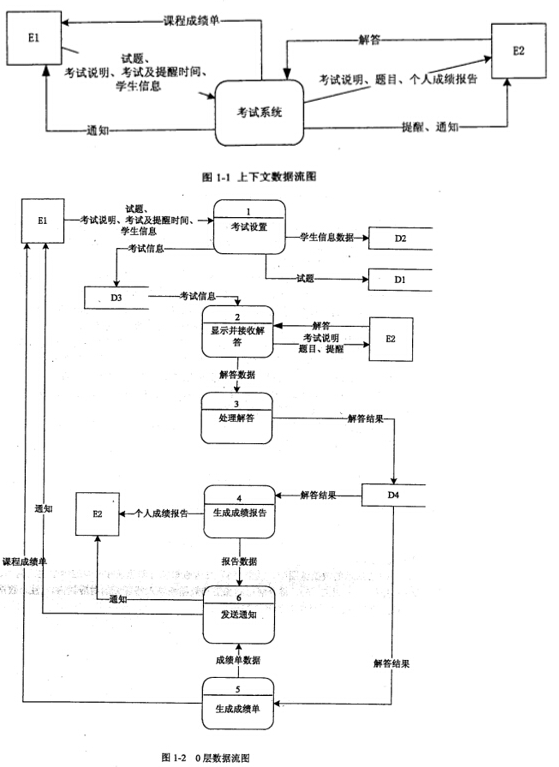 E1
课程成绩单
试题、
考试说明、考试及提醒时间、
学生信息
解答
E2
考试说明、题目、个人成绩报告
考试系统
通知
提醒、通知
图 1-1 上下文数据流图
E1
试题、
考试说明、考试及提醒时间、
学生信息
1
考试设置
学生信息数据
D2
考试信息
试题
D1
D3
考试信息
2
显示并接收解
答
解答
考试说明
题目、提醒
E2
解答数据
3
处理解答
解答结果
通知
E2
个人成绩报告
4
生成成绩报告
解答结果
D4
课程成绩单
报告数据
通知
6
发送通知
成绩单数据
解答结果
5
生成成绩单
图 1-2 0 层数据流图